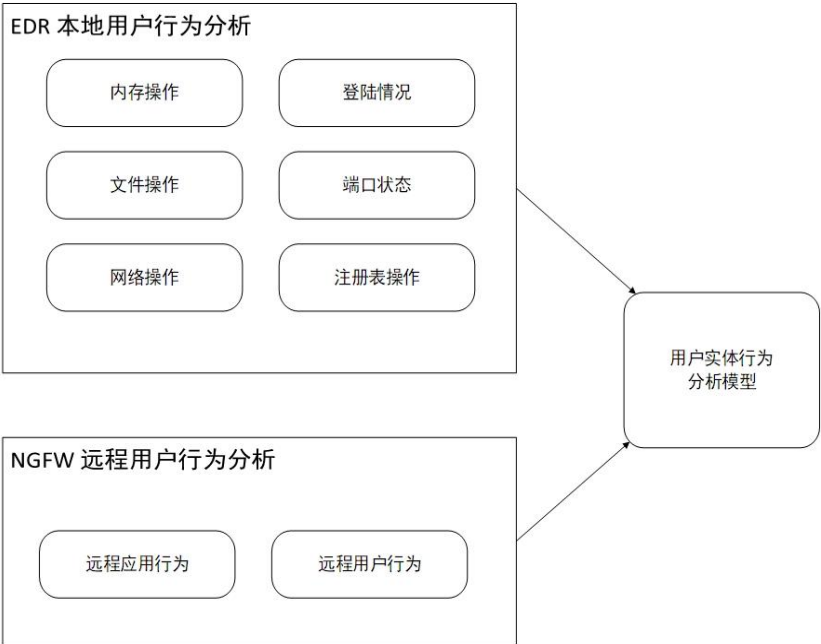 EDR 本地用户行为分析
内存操作
登陆情况
文件操作
端口状态
网络操作
注册表操作
用户实体行为
分析模型
NGFW 远程用户行为分析
远程应用行为
远程用户行为